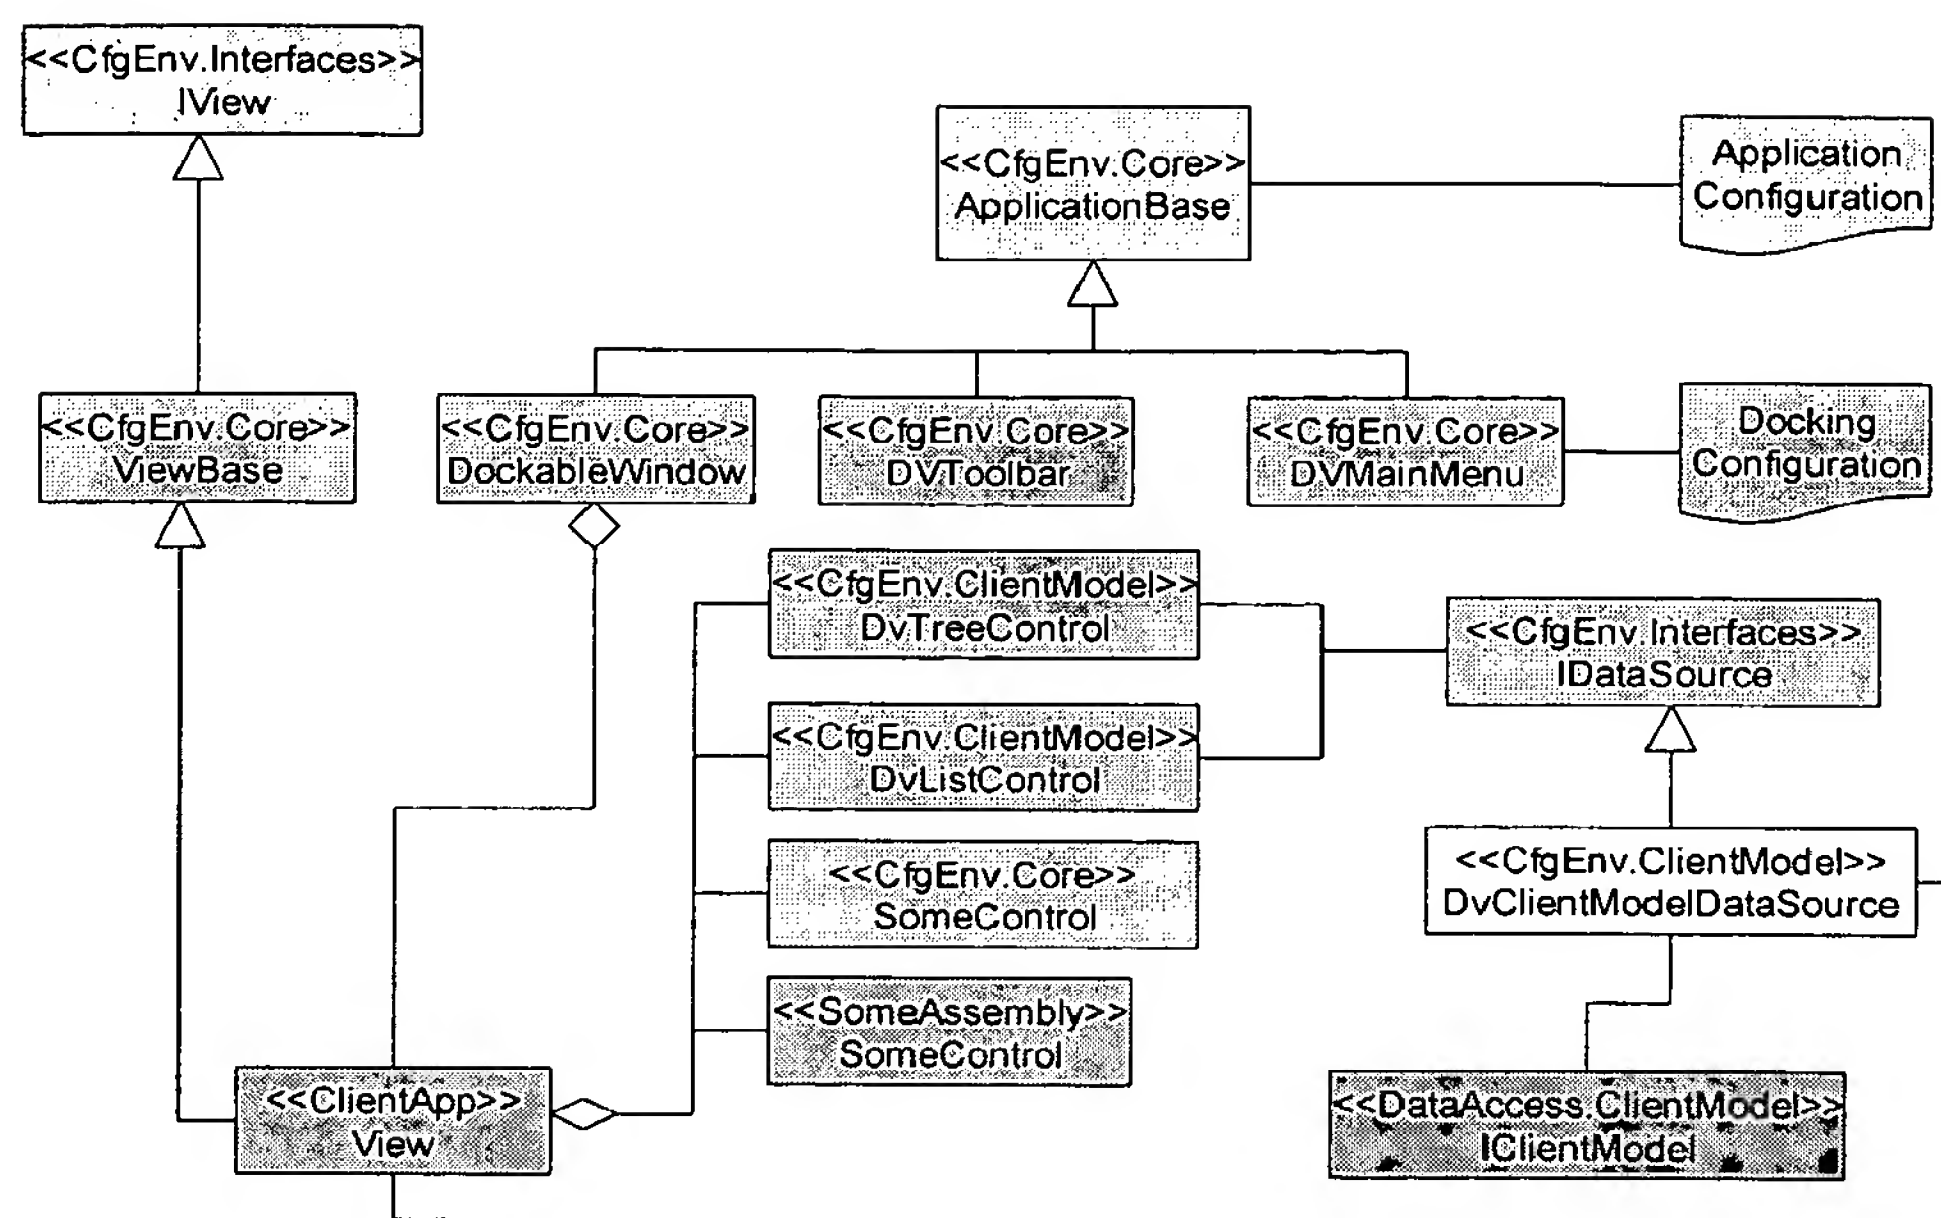 <<CfgEnv.Interfaces>>
IView
<<CfgEnv.Core>>
ApplicationBase
Application
Configuration
<<CfgEnv.Core>>
ViewBase
<<CfgEnv.Core>>
DockableWindow
<<CfgEnv.Core>>
DVToolbar
<<CfgEnv.Core>>
DVMainMenu
Docking
Configuration
<<CfgEnv.ClientModel>>
DvTreeControl
<<CfgEnv.Interfaces>>
IDataSource
<<CfgEnv.ClientModel>>
DvListControl
<<CfgEnv.Core>>
SomeControl
<<CfgEnv.ClientModel>>
DvClientModelDataSource
<<SomeAssembly>>
SomeControl
<<ClientApp>>
View
<<DataAccess.ClientModel>>
IClientModel